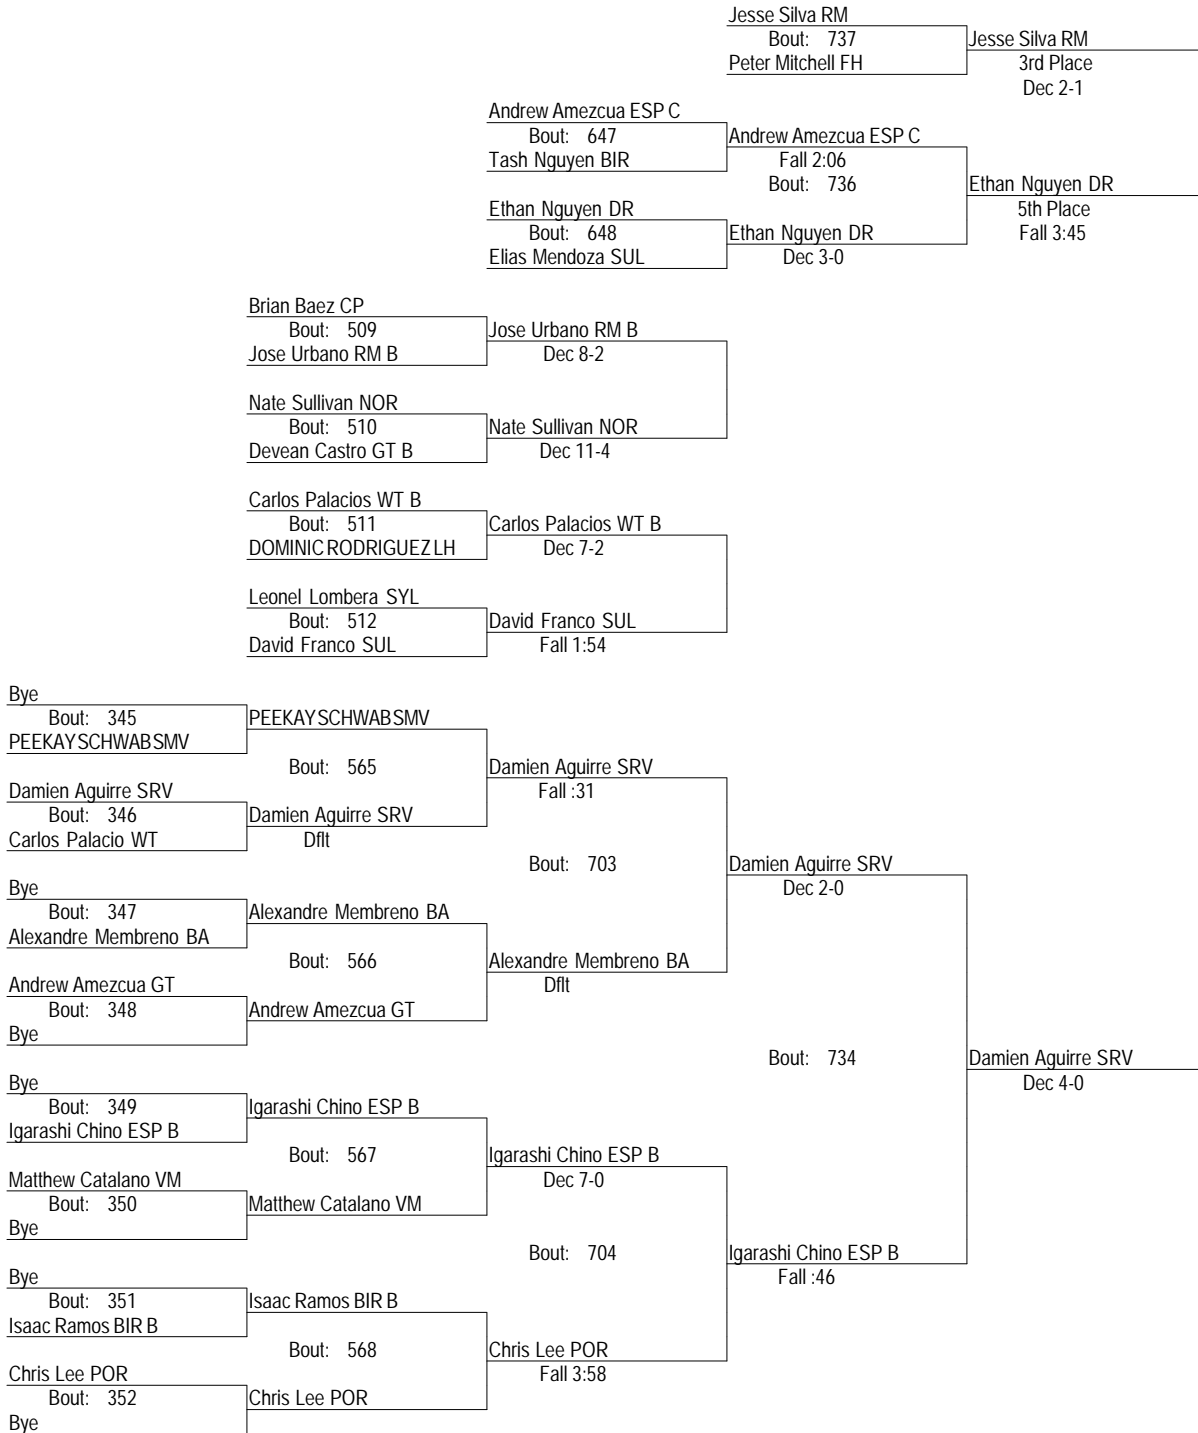 Jesse Silva RM
Bout: 737
Peter Mitchell FH
Jesse Silva RM
3rd Place
Dec 2-1
Andrew Amezcua ESP C
Bout: 647
Tash Nguyen BIR
Andrew Amezcua ESP C
Fall 2:06
Bout: 736
Ethan Nguyen DR
5th Place
Fall 3:45
Ethan Nguyen DR
Bout: 648
Elias Mendoza SUL
Ethan Nguyen DR
Dec 3-0
Brian Baez CP
Bout: 509
Jose Urbano RM B
Jose Urbano RM B
Dec 8-2
Nate Sullivan NOR
Bout: 510
Devean Castro GT B
Nate Sullivan NOR
Dec 11-4
Carlos Palacios WT B
Bout: 511
DOMINIC RODRIGUEZ LH
Carlos Palacios WT B
Dec 7-2
Leonel Lombera SYL
Bout: 512
David Franco SUL
David Franco SUL
Fall 1:54
Bye
Bout: 345
PEEKAY SCHWAB SMV
PEEKAY SCHWAB SMV
Bout: 565
Damien Aguirre SRV
Fall :31
Damien Aguirre SRV
Bout: 346
Carlos Palacio WT
Damien Aguirre SRV
Dflt
Bout: 703
Damien Aguirre SRV
Dec 2-0
Bye
Bout: 347
Alexandre Membreno BA
Alexandre Membreno BA
Bout: 566
Alexandre Membreno BA
Dflt
Andrew Amezcua GT
Bout: 348
Bye
Andrew Amezcua GT
Bout: 734
Damien Aguirre SRV
Dec 4-0
Bye
Bout: 349
Igarashi Chino ESP B
Igarashi Chino ESP B
Bout: 567
Igarashi Chino ESP B
Dec 7-0
Matthew Catalano VM
Bout: 350
Bye
Matthew Catalano VM
Bout: 704
Igarashi Chino ESP B
Fall :46
Bye
Bout: 351
Isaac Ramos BIR B
Isaac Ramos BIR B
Bout: 568
Chris Lee POR
Fall 3:58
Chris Lee POR
Bout: 352
Bye
Chris Lee POR